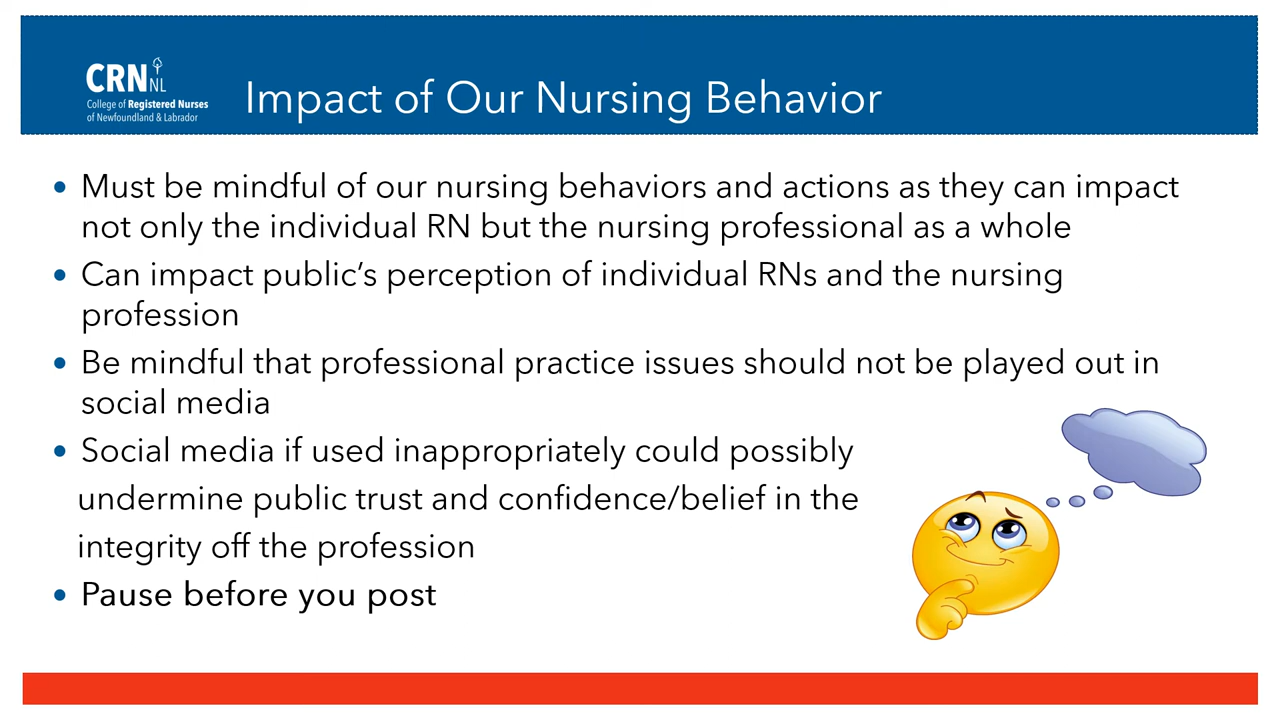 CRN
NL
College of Registered Nurses
of Newfoundland & Labrador
Impact of Our Nursing Behavior
• Must be mindful of our nursing behaviors and actions as they can impact
not only the individual RN but the nursing professional as a whole
• Can impact public’s perception of individual RNs and the nursing
profession
• Be mindful that professional practice issues should not be played out in
social media
• Social media if used inappropriately could possibly
undermine public trust and confidence/belief in the
integrity off the profession
• Pause before you post